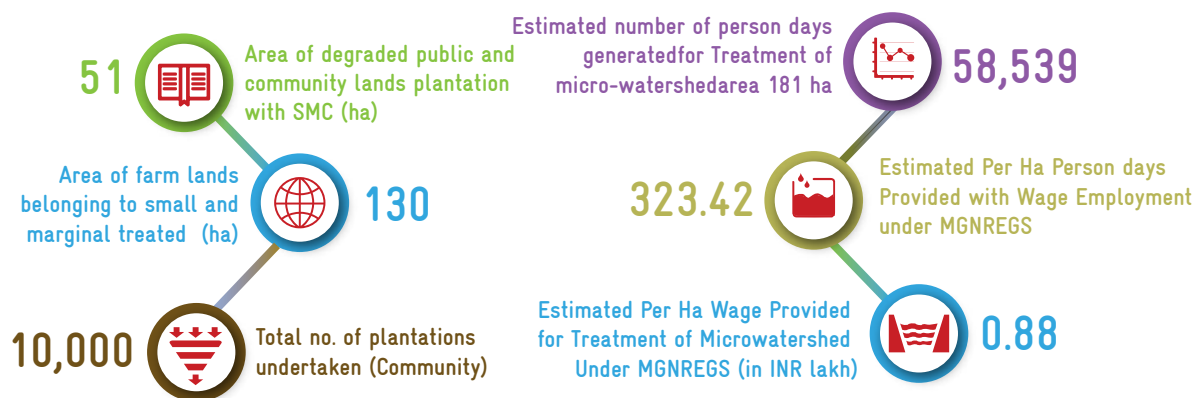 51
Area of degraded public and
community lands plantation
with SMC (ha)
Area of farm lands
belonging to small and
marginal treated (ha)
130
10,000
Total no. of plantations
undertaken (Community)
Estimated number of person days
generatedfor Treatment of
micro-watershedarea 181 ha
58,539
323.42
Estimated Per Ha Person days
Provided with Wage Employment
under MGNREGS
Estimated Per Ha Wage Provided
for Treatment of Microwatershed
Under MGNREGS (in INR lakh)
0.88